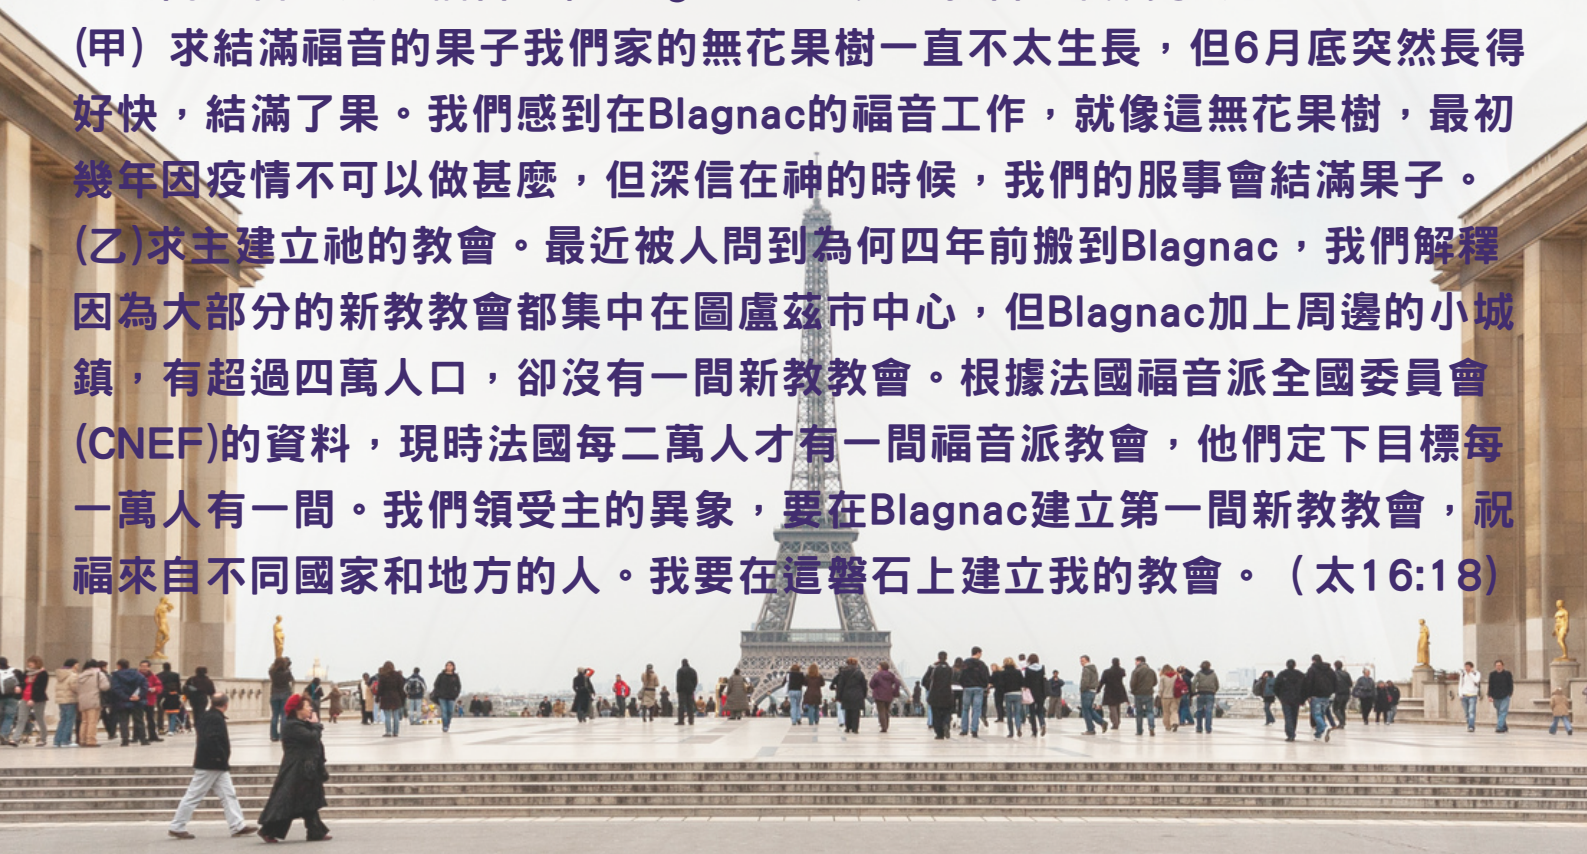 (甲) 求結滿福音的果子我們家的無花果樹一直不太生長，但6月底突然長得
好快，結滿了果。我們感到在Blagnac的福音工作，就像這無花果樹，最初
幾年因疫情不可以做甚麼，但深信在神的時候，我們的服事會結滿果子。
(乙)求主建立祂的教會。最近被人問到為何四年前搬到Blagnac，我們解釋
因為大部分的新教教會都集中在圖盧茲市中心，但Blagnac加上周邊的小城
鎮，有超過四萬人口，卻沒有一間新教教會。根據法國福音派全國委員會
(CNEF)的資料，現時法國每二萬人才有一間福音派教會，他們定下目標每
一萬人有一間。我們領受主的異象，要在Blagnac建立第一間新教教會，祝
福來自不同國家和地方的人。我要在這磐石上建立我的教會。（太16:18)